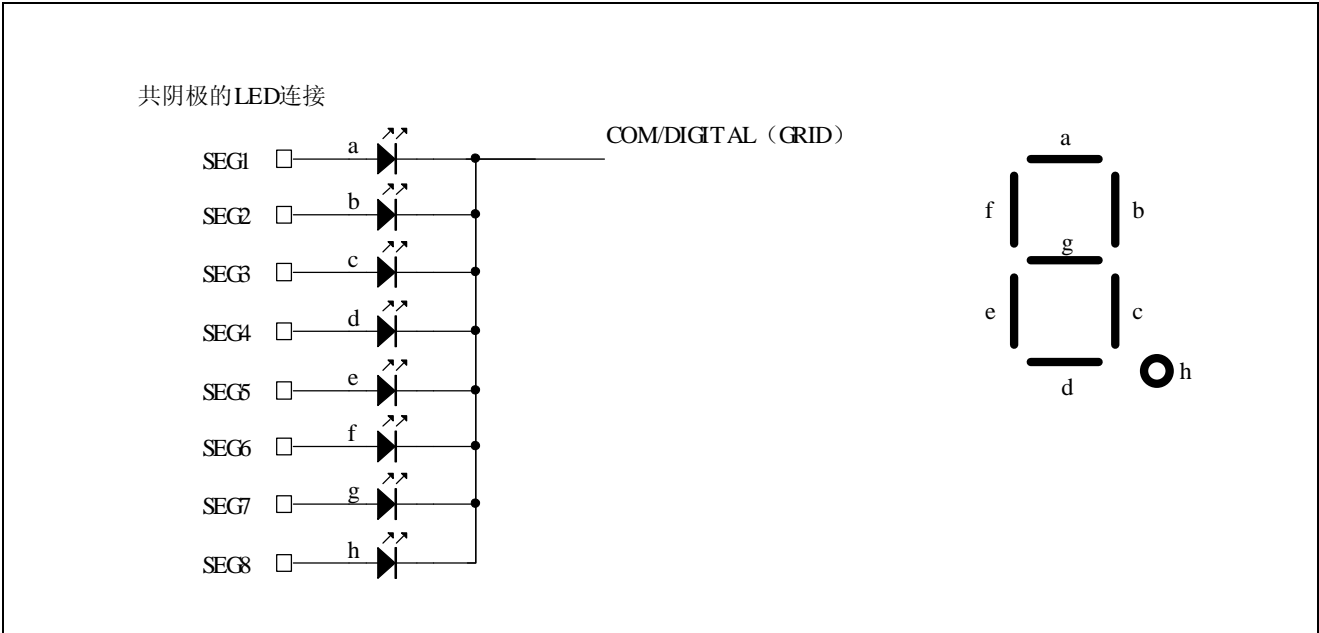 共阴极的LED连接
COM/DIGITAL（GRID）
SEG1 a
SEG2 b
SEG3 c
SEG4 d
SEG5 e
SEG6 f
SEG7 g
SEG8 h
a
f b
g
e c
h
d